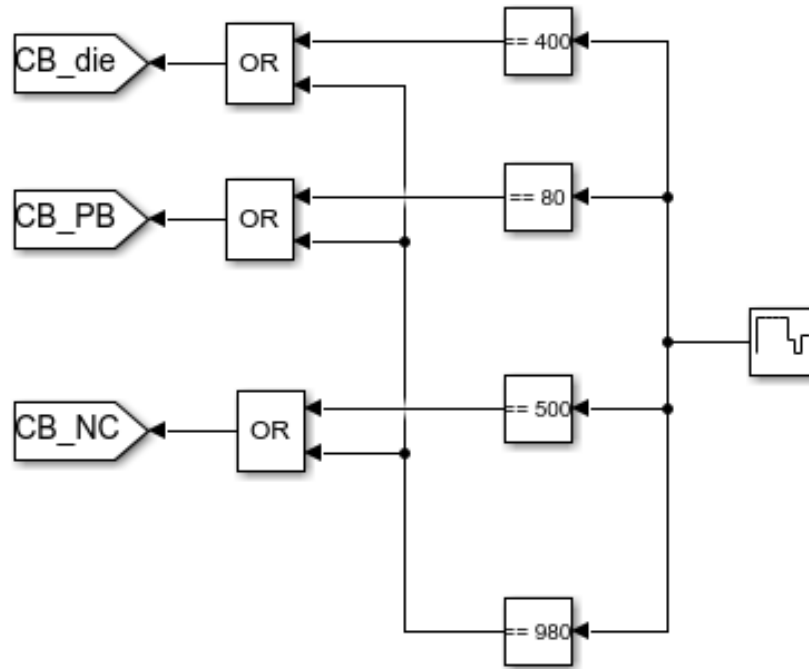 CB_die
OR
== 400
CB_PB
OR
== 80
CB_NC
OR
== 500
== 980